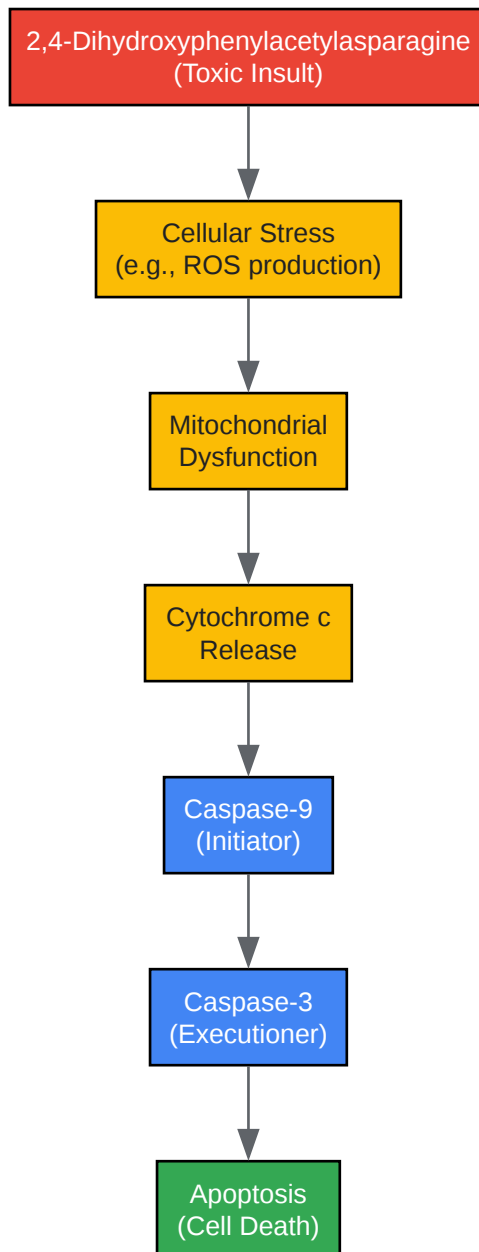 2,4-Dihydroxyphenylacetylasparagine
(Toxic Insult)
Cellular Stress
(e.g., ROS production)
Mitochondrial
Dysfunction
Cytochrome c
Release
Caspase-9
(Initiator)
Caspase-3
(Executioner)
Apoptosis
(Cell Death)